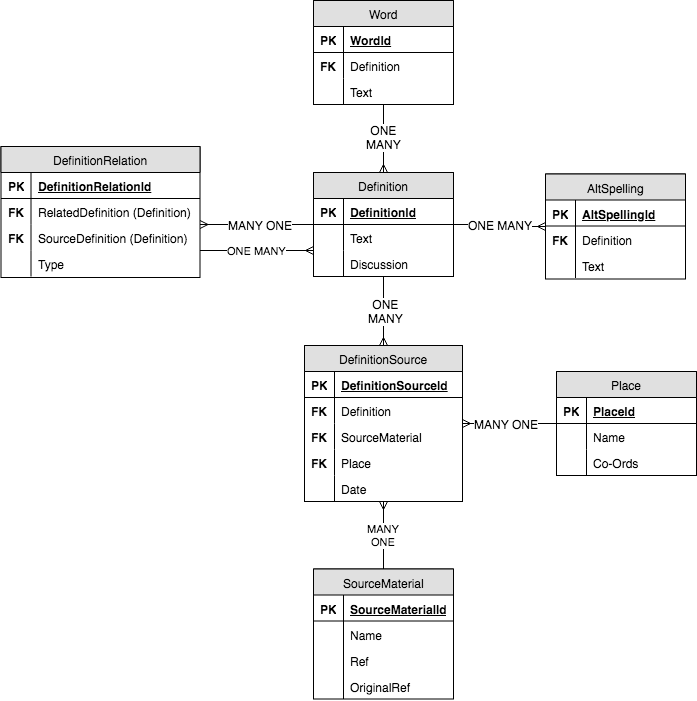 Word
PK WordId
FK Definition
Text
ONE
MANY
DefinitionRelation
PK DefinitionRelationId
FK RelatedDefinition (Definition)
FK SourceDefinition (Definition)
Type
MANY ONE
ONE MANY
Definition
PK DefinitionId
Text
Discussion
ONE MANY
AltSpelling
PK AltSpellingId
FK Definition
Text
ONE
MANY
DefinitionSource
PK DefinitionSourceId
FK Definition
FK SourceMaterial
FK Place
Date
MANY ONE
Place
PK PlaceId
Name
Co-Ords
MANY
ONE
SourceMaterial
PK SourceMaterialId
Name
Ref
OriginalRef